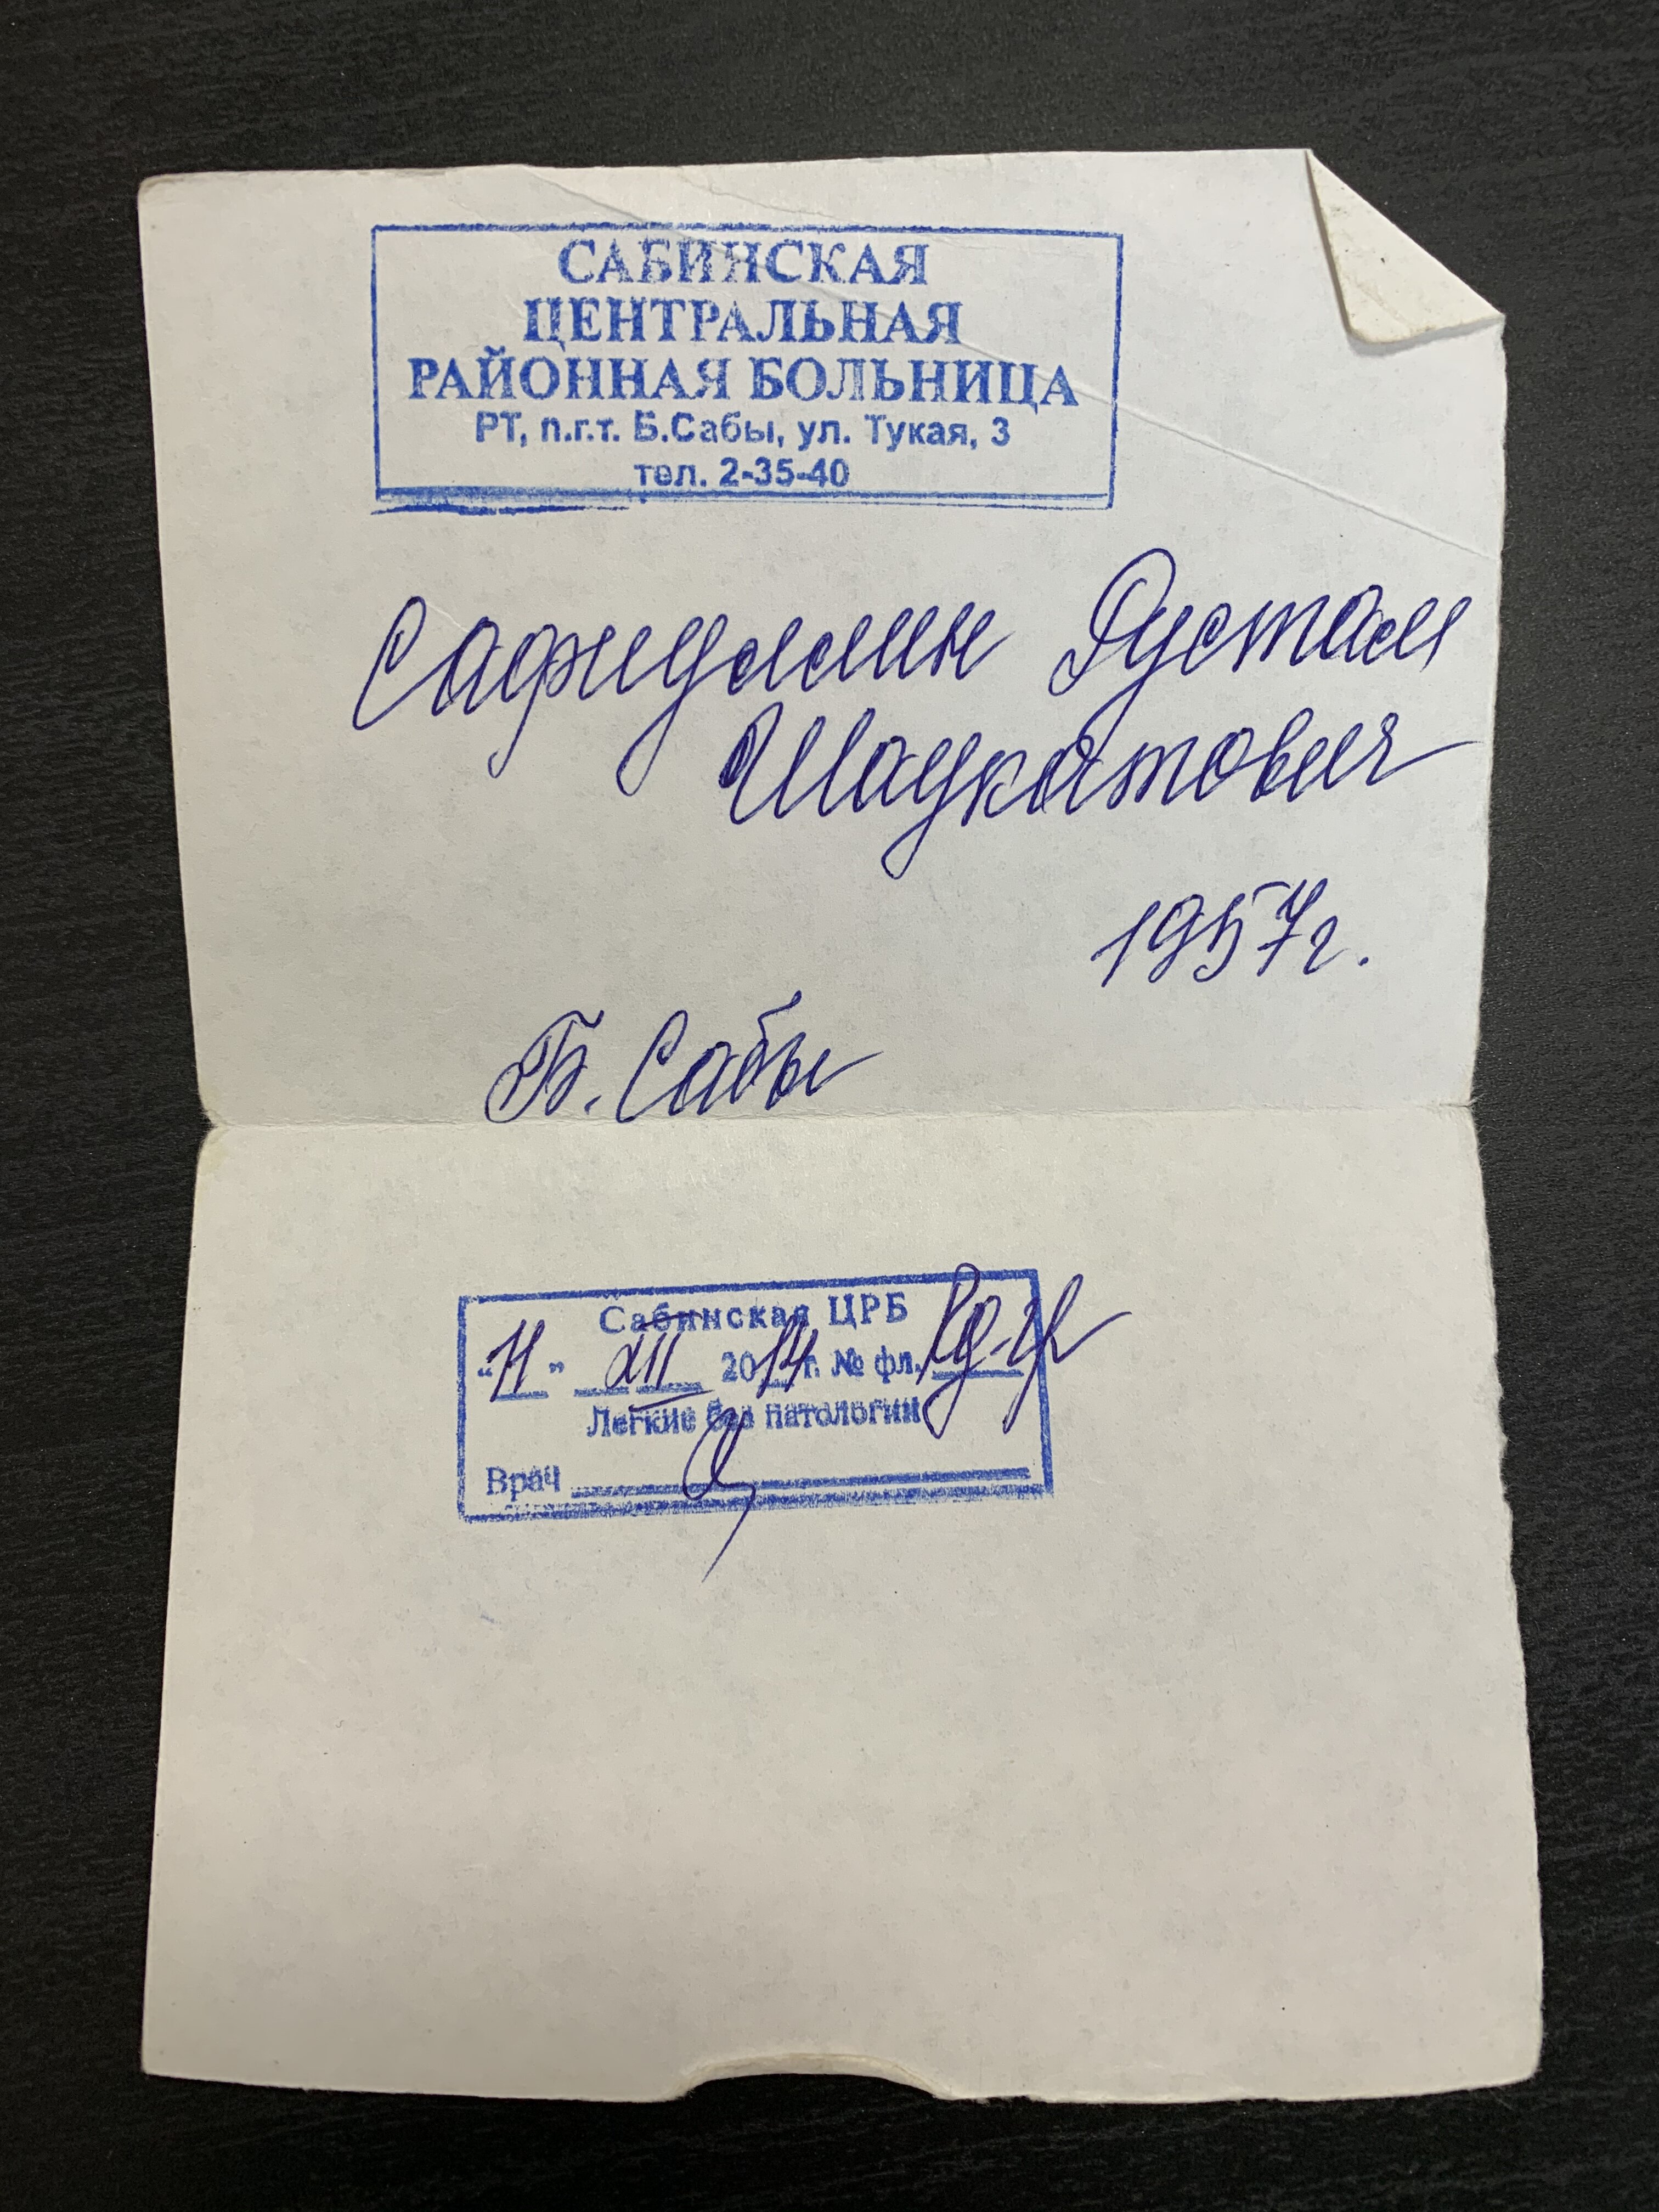 САБИНСКАЯ
ЦЕНТРАЛЬНАЯ
РАЙОННАЯ БОЛЬНИЦА
РТ, п.г.т. Б.Сабы, ул. Тукая, 3
тел. 2-35-40
Сафиуллин Рустам
Шаукатович
1957г.
Б. Сабы
Сабинская ЦРБ
"11" XII 2014 г. № фл.
Легкие без патологии
Врач